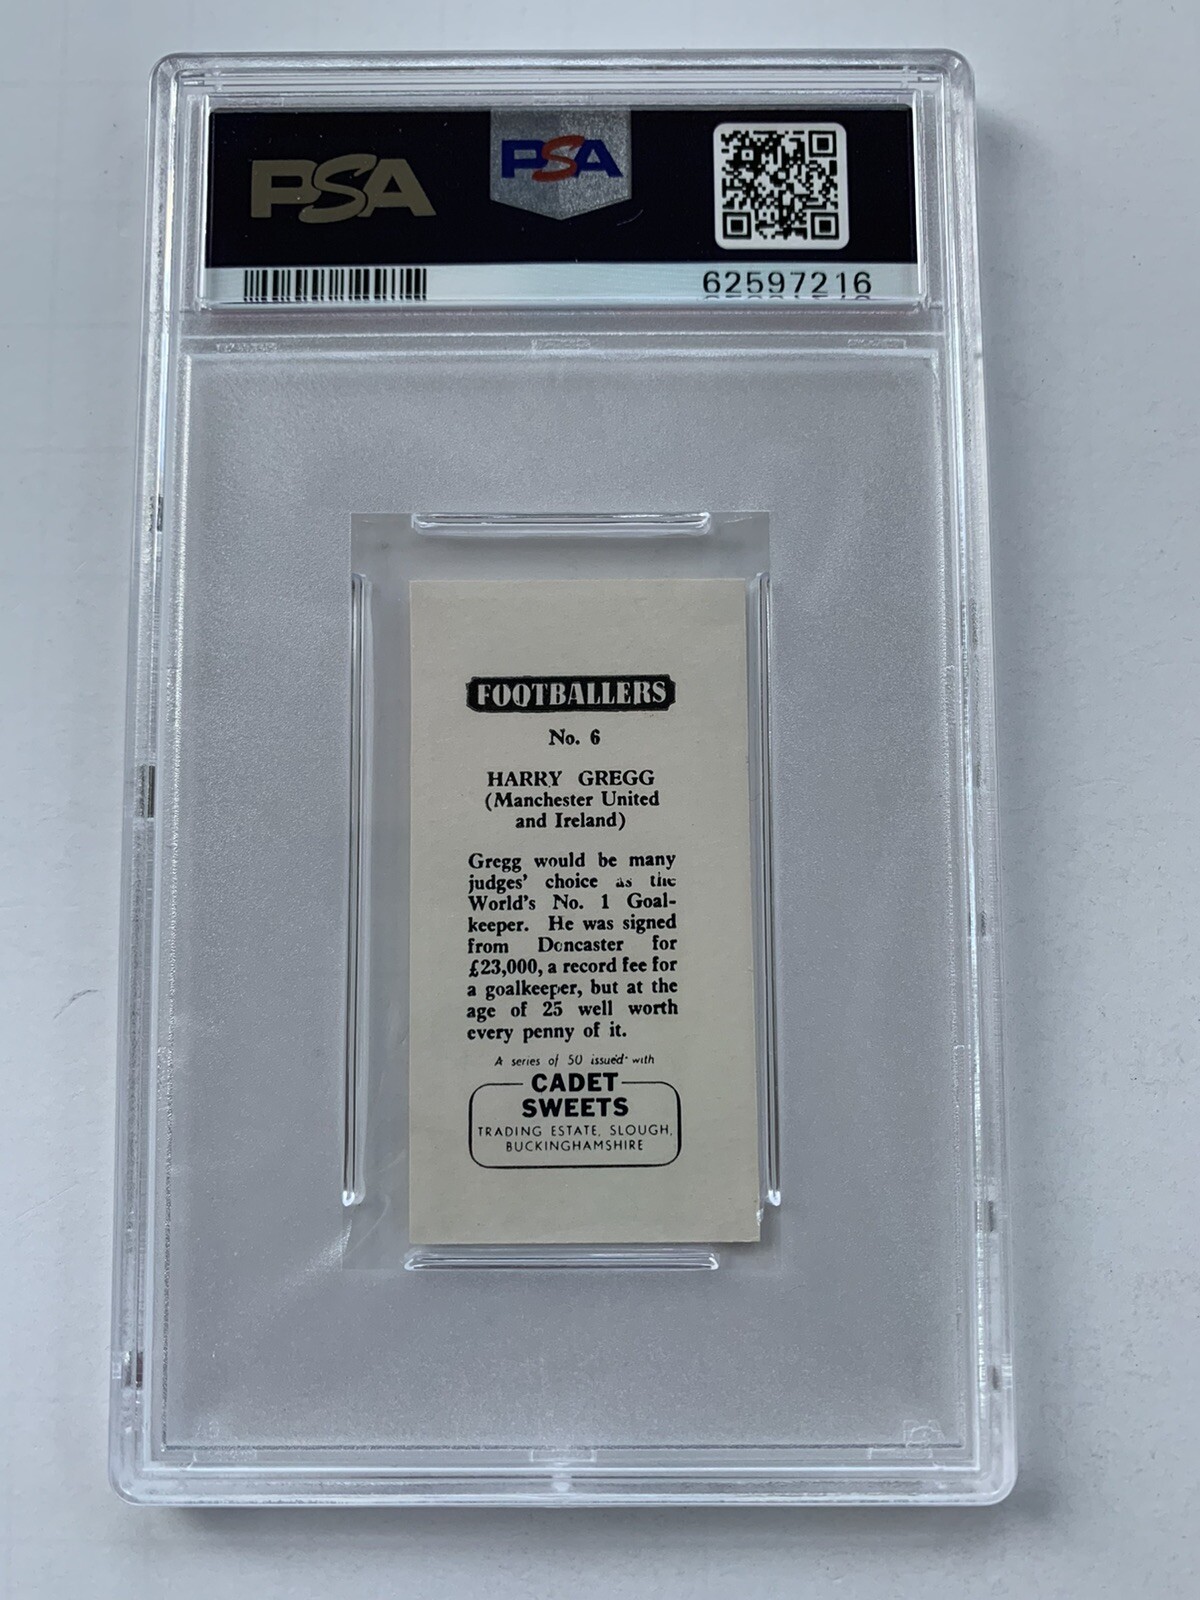 PSA
PSA
62597216
FOOTBALLERS
No. 6
HARRY GREGG
(Manchester United
and Ireland)
Gregg would be many
judges' choice as the
World's No. 1 Goal-
keeper. He was signed
from Doncaster for
£23,000, a record fee for
a goalkeeper, but at the
age of 25 well worth
every penny of it.
A series of 50 issued with
CADET
SWEETS
TRADING ESTATE, SLOUGH,
BUCKINGHAMSHIRE